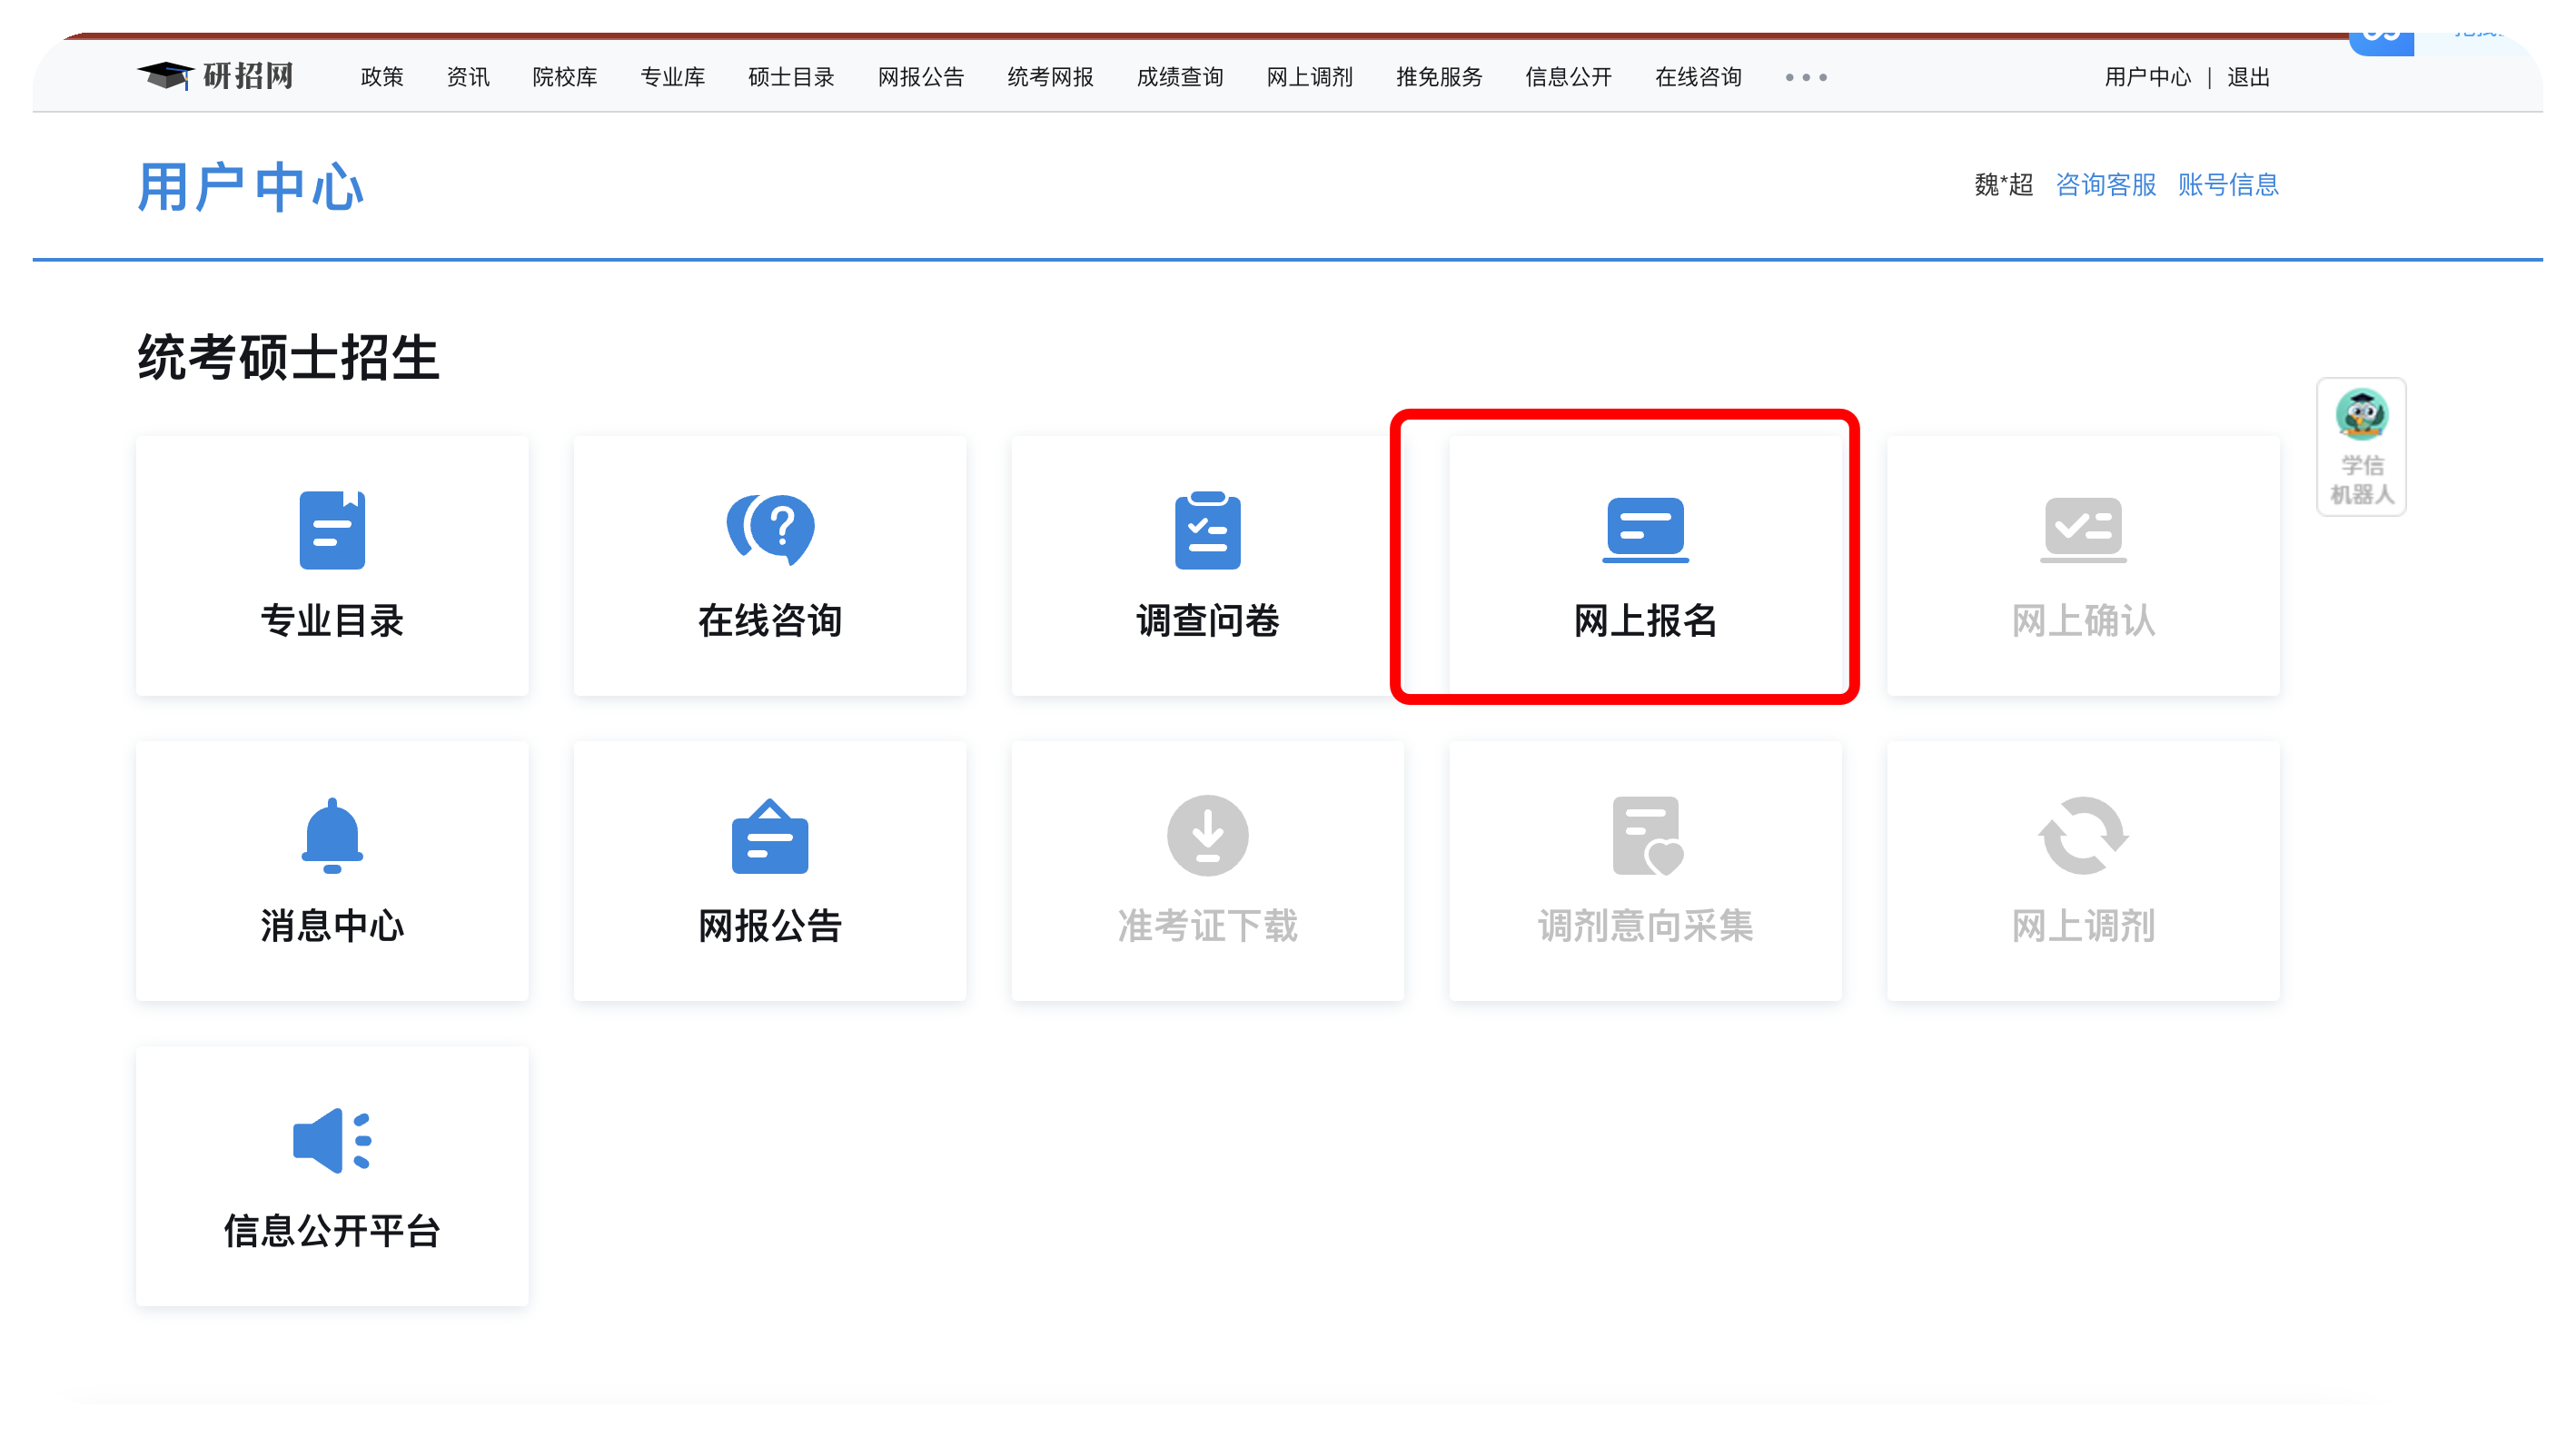 研招网 政策 资讯 院校库 专业库 硕士目录 网报公告 统考网报 成绩查询 网上调剂 推免服务 信息公开 在线咨询 ••• 用户中心 | 退出
用户中心
魏*超 咨询客服 账号信息
统考硕士招生
学信
机器人
专业目录 在线咨询 调查问卷 网上报名 网上确认
消息中心 网报公告 准考证下载 调剂意向采集 网上调剂
信息公开平台